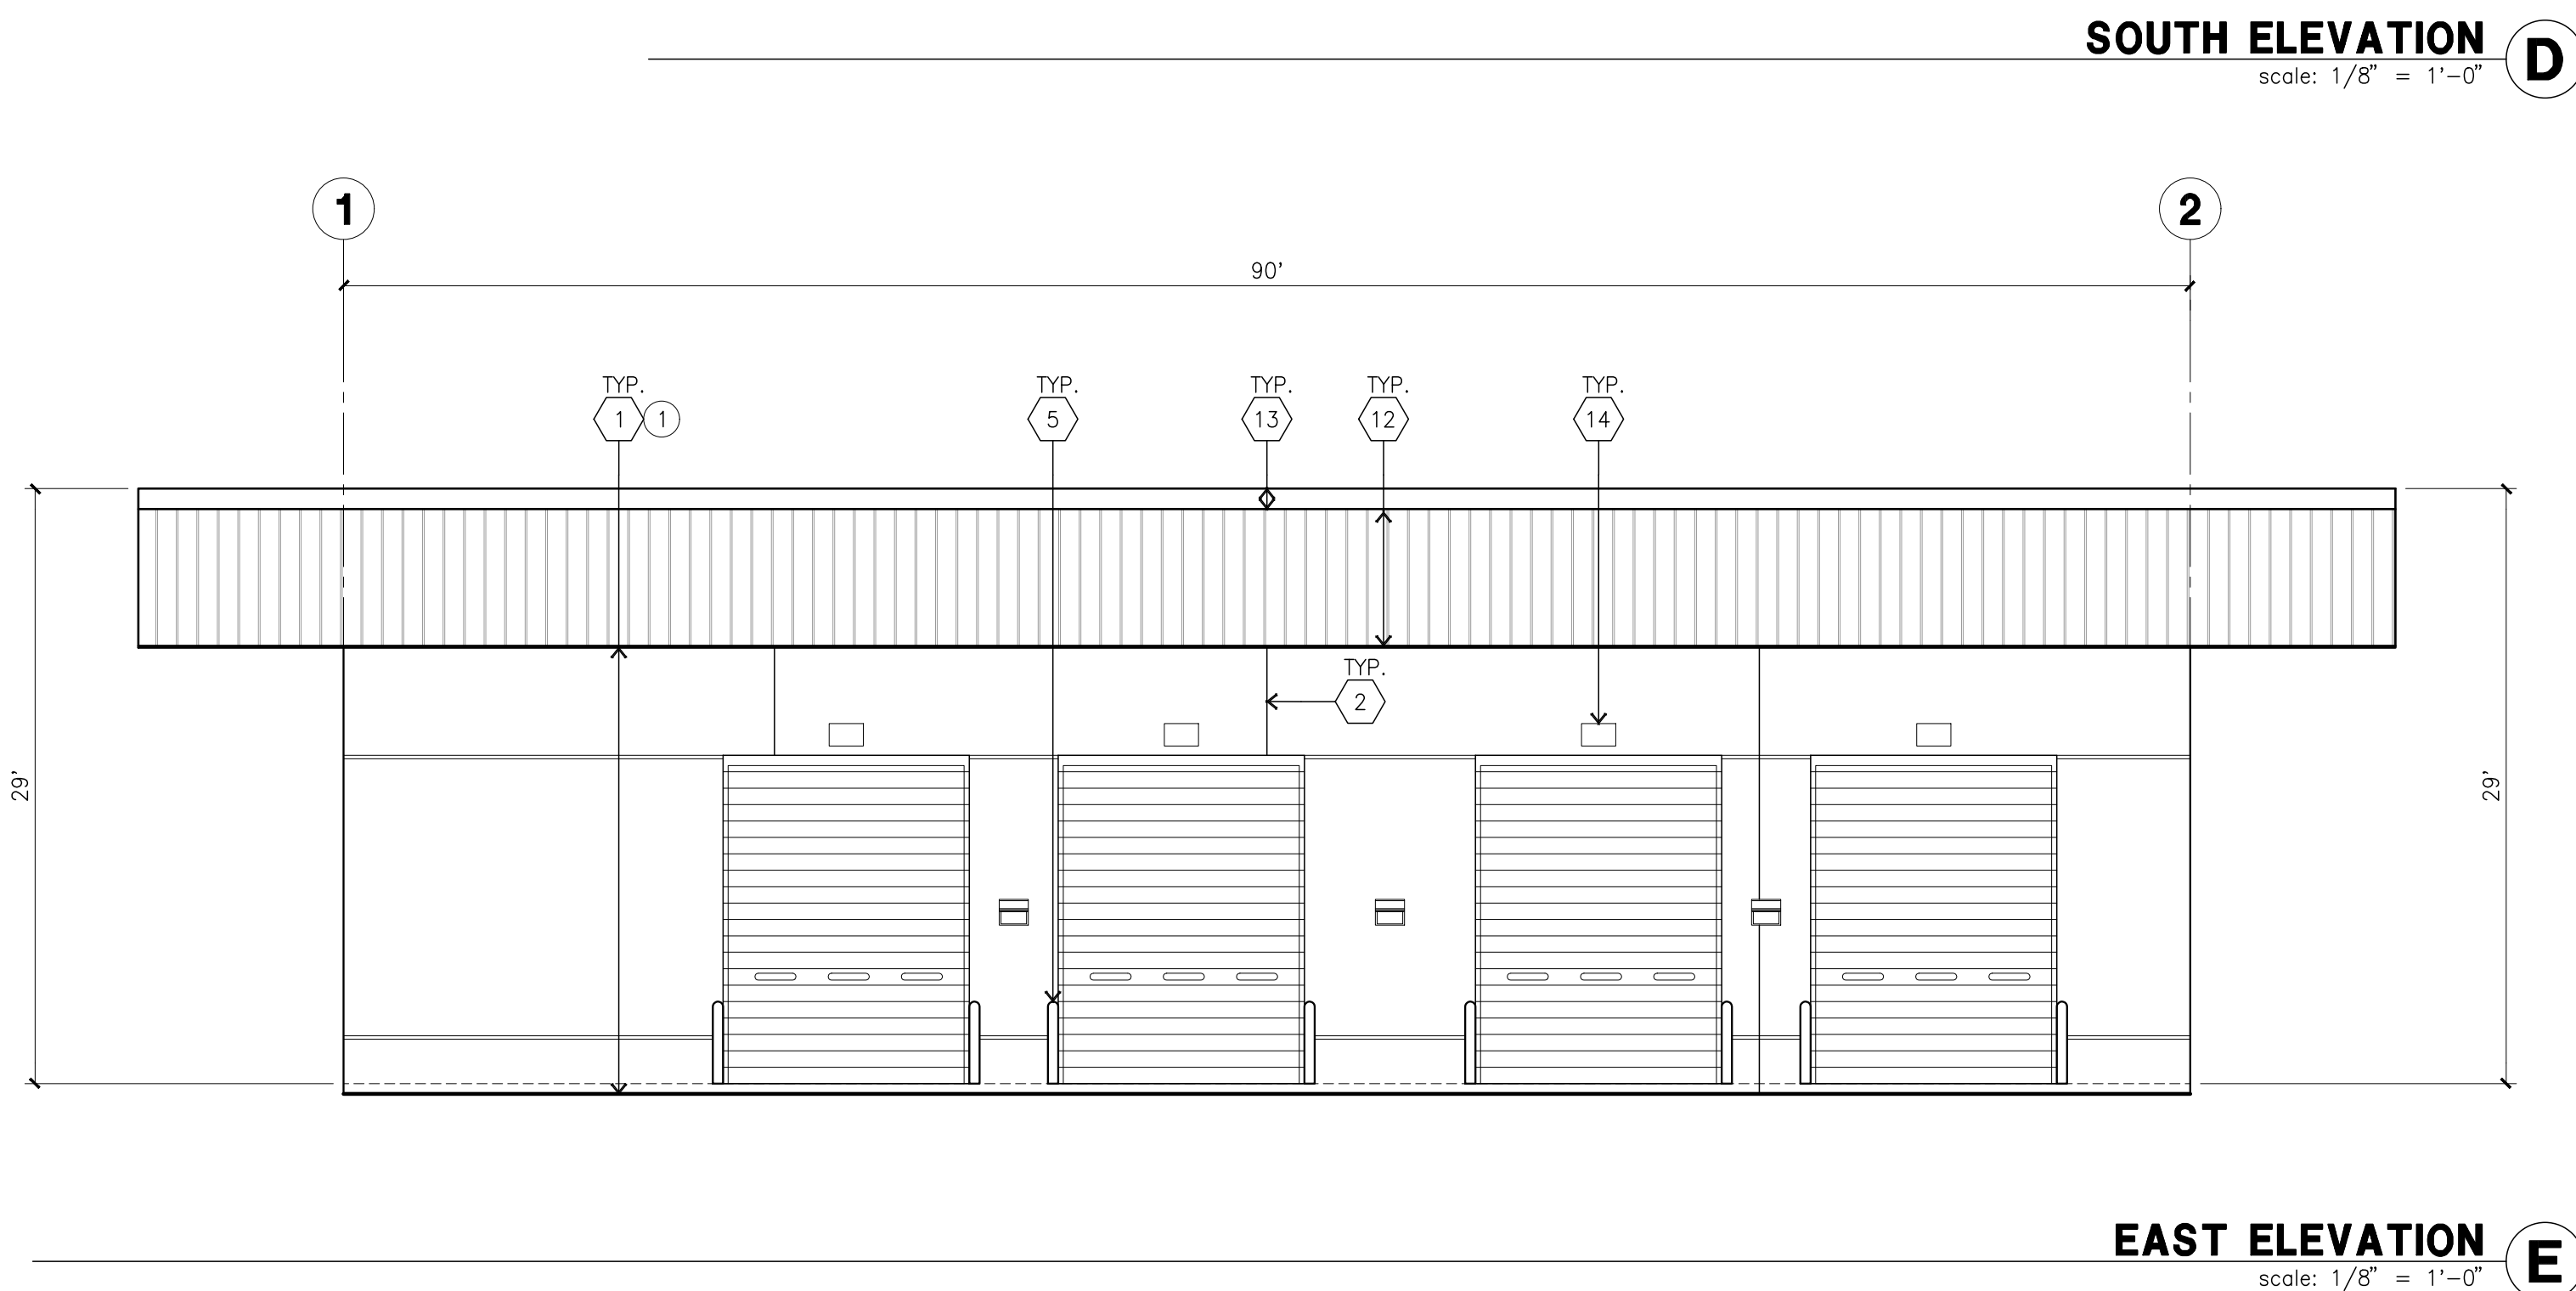 SOUTH ELEVATION D
scale: 1/8" = 1'-0"
1 2
90'
TYP. TYP. TYP. TYP. TYP.
1 1 5 13 12 14
TYP.
2
29' 29'
EAST ELEVATION E
scale: 1/8" = 1'-0"